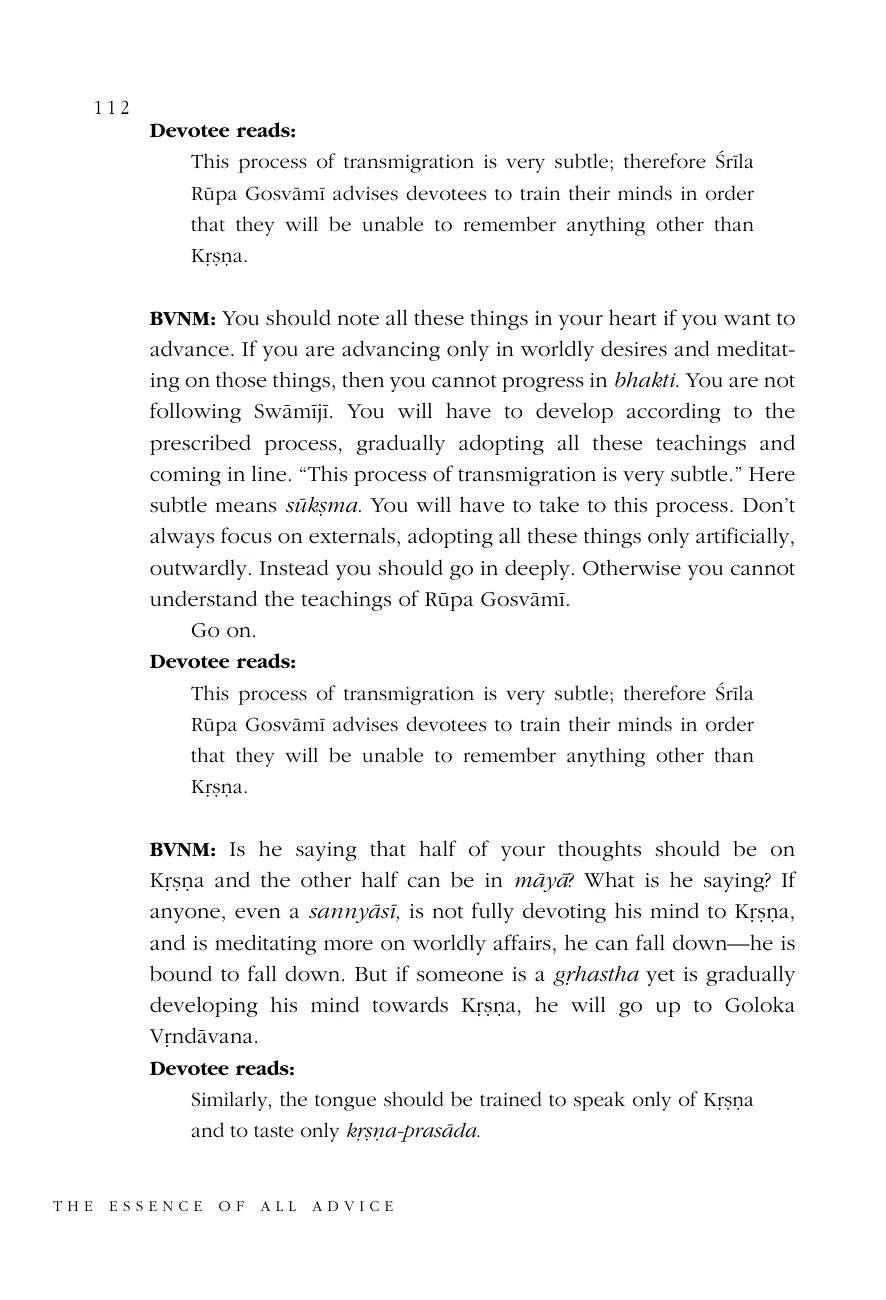 112
Devotee reads:
This process of transmigration is very subtle; therefore Śrīla
Rūpa Gosvāmī advises devotees to train their minds in order
that they will be unable to remember anything other than
Kṛṣṇa.
BVNM: You should note all these things in your heart if you want to
advance. If you are advancing only in worldly desires and meditat-
ing on those things, then you cannot progress in bhakti. You are not
following Swāmījī. You will have to develop according to the
prescribed process, gradually adopting all these teachings and
coming in line. “This process of transmigration is very subtle.” Here
subtle means sūkṣma. You will have to take to this process. Don’t
always focus on externals, adopting all these things only artificially,
outwardly. Instead you should go in deeply. Otherwise you cannot
understand the teachings of Rūpa Gosvāmī.
Go on.
Devotee reads:
This process of transmigration is very subtle; therefore Śrīla
Rūpa Gosvāmī advises devotees to train their minds in order
that they will be unable to remember anything other than
Kṛṣṇa.
BVNM: Is he saying that half of your thoughts should be on
Kṛṣṇa and the other half can be in māyā? What is he saying? If
anyone, even a sannyāsī, is not fully devoting his mind to Kṛṣṇa,
and is meditating more on worldly affairs, he can fall down—he is
bound to fall down. But if someone is a gṛhastha yet is gradually
developing his mind towards Kṛṣṇa, he will go up to Goloka
Vṛndāvana.
Devotee reads:
Similarly, the tongue should be trained to speak only of Kṛṣṇa
and to taste only kṛṣṇa-prasāda.
THE ESSENCE OF ALL ADVICE